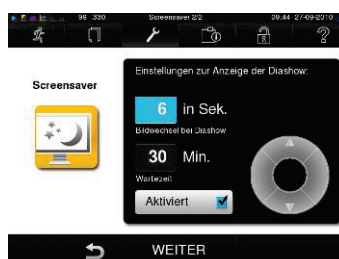 99 330 Screensaver 2/2 09:44 27-09-2010
Screensaver
Einstellungen zur Anzeige der Diashow:
6 in Sek.
Bildwechsel bei Diashow
30 Min.
Wartezeit
Aktiviert
WEITER